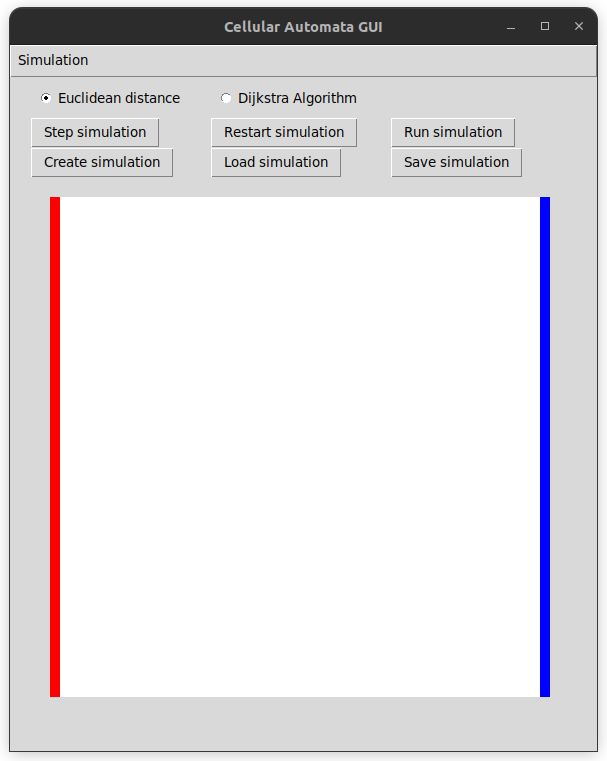 Cellular Automata GUI
Simulation
Euclidean distance Dijkstra Algorithm
Step simulation Restart simulation Run simulation
Create simulation Load simulation Save simulation